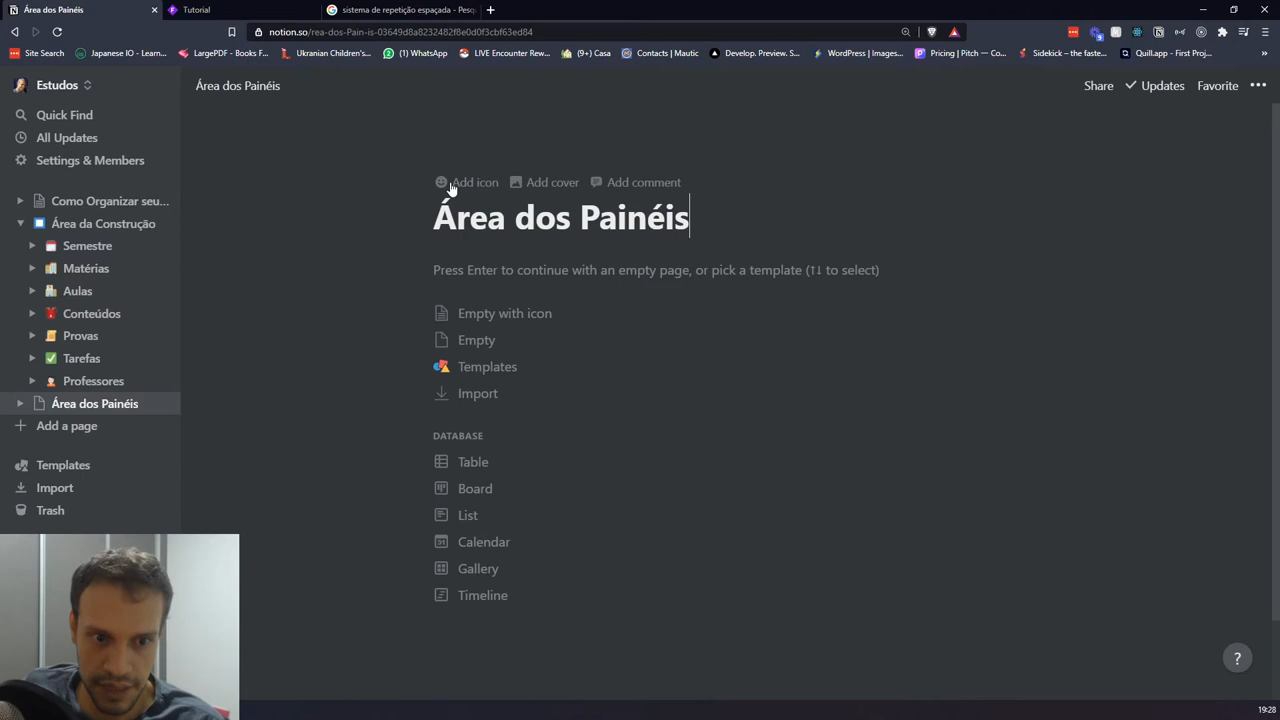 Área dos Painéis
Tutorial
sistema de repetição espaçada - Pesq
notion.so/rea-dos-Pain-is-03649d8a8232482f8e0d0f3cbf63ed84
Site Search
Japanese IO - Learn...
LargePDF - Budgets...
Ukranian Children's...
(1) WhatsApp
LIVE Encounter Rew...
(9+) Casa
Contacts | Mautic
Develop. Preview. S...
WordPress | Images...
Pricing | Pitch — Co...
Sidekick – the faste...
Quill.app - First Proj...
Estudos
Área dos Painéis
Share
Updates
Favorite
Quick Find
All Updates
Settings & Members
Como Organizar seu...
Área da Construção
Semestre
Matérias
Aulas
Conteúdos
Provas
Tarefas
Professores
Área dos Painéis
Add a page
Templates
Import
Trash
Add icon
Add cover
Add comment
Área dos Painéis
Press Enter to continue with an empty page, or pick a template (↑↓ to select)
Empty with icon
Empty
Templates
Import
DATABASE
Table
Board
List
Calendar
Gallery
Timeline
?
19:28